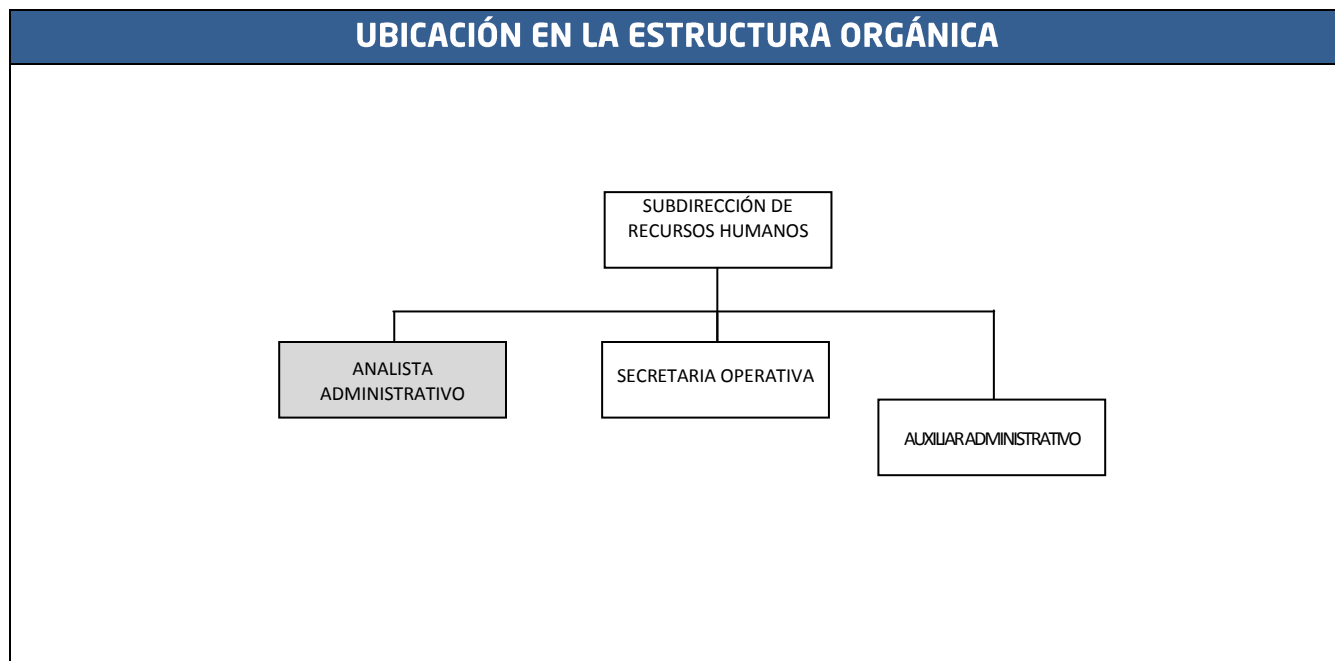 UBICACIÓN EN LA ESTRUCTURA ORGÁNICA
SUBDIRECCIÓN DE
RECURSOS HUMANOS
ANALISTA
ADMINISTRATIVO
SECRETARIA OPERATIVA
AUXILIAR ADMINISTRATIVO